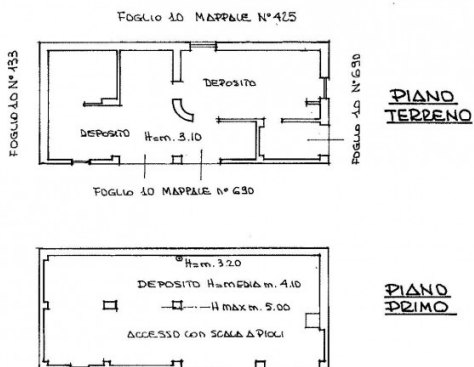 FOGLIO 10 MAPPALE N° 425
FOGLIO 10 N° 133
DEPOSITO
FOGLIO 10 N° 690
PIANO
TERRENO
DEPOSITO
H=m. 3.10
FOGLIO 10 MAPPALE N° 690
H=m. 3.20
DEPOSITO H=MEDIA m. 4.10
H MAX m. 5.00
ACCESSO CON SCALA A PIOLI
PIANO
PRIMO